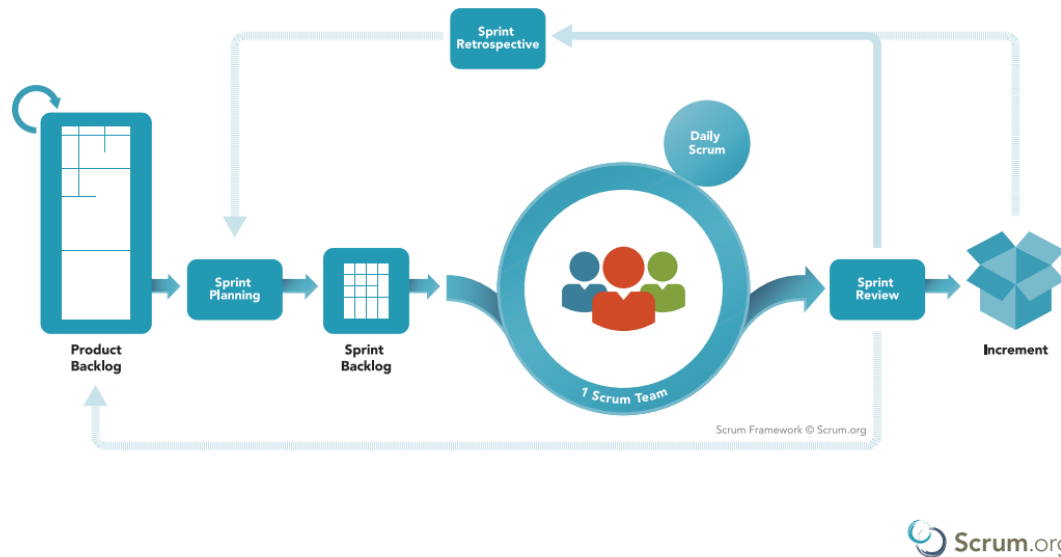 Sprint
Retrospective
Daily
Scrum
Sprint
Planning
Sprint
Review
Product
Backlog
Sprint
Backlog
Increment
1 Scrum Team
Scrum Framework © Scrum.org
Scrum.org